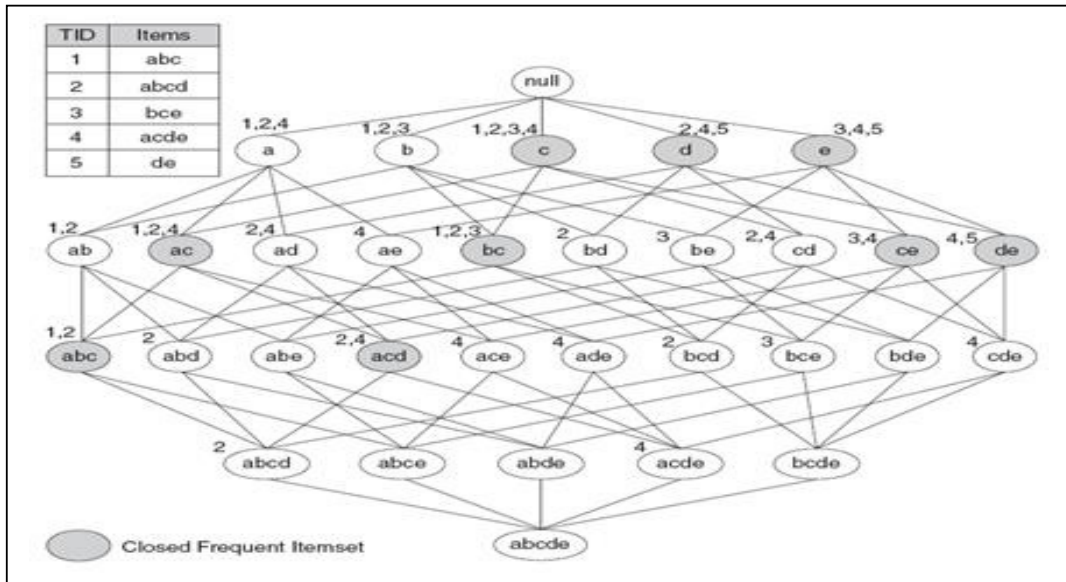 TID Items
1 abc
2 abcd
3 bce
4 acde
5 de
null
1,2,4 1,2,3 1,2,3,4 2,4,5 3,4,5
a b c d e
1,2 1,2,4 2,4 4 1,2,3 2 3 2,4 3,4 4,5
ab ac ad ae bc bd be cd ce de
1,2 2 2,4 4 4 2 3 4
abc abd abe acd ace ade bcd bce bde cde
2 4
abcd abce abde acde bcde
abcde
Closed Frequent Itemset